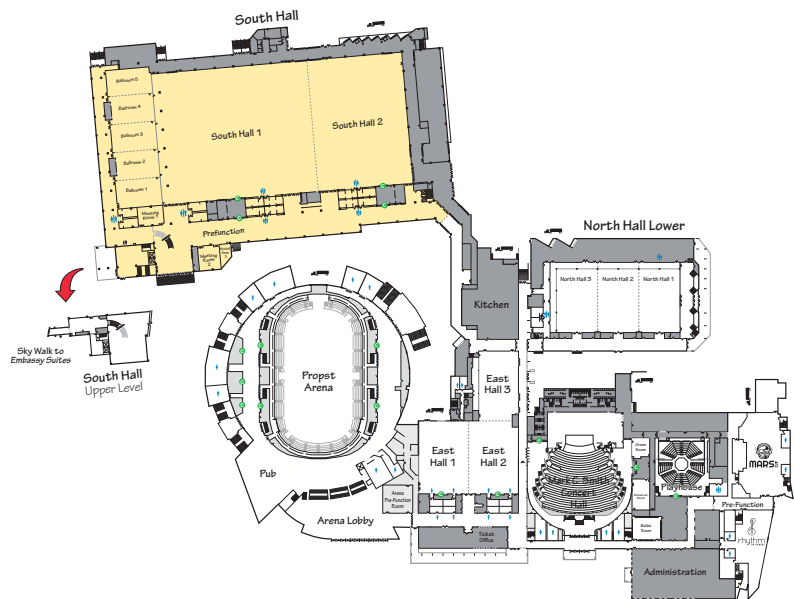 South Hall
Ballroom 5
Ballroom 4
Ballroom 3
Ballroom 2
Ballroom 1
South Hall 1
South Hall 2
Meeting
Room 1
Prefunction
Meeting
Room 2
North Hall Lower
North Hall 3
North Hall 2
North Hall 1
Kitchen
Sky Walk to
Embassy Suites
South Hall
Upper Level
Propst
Arena
East
Hall 3
East
Hall 1
East
Hall 2
Pub
Arena
Pre-Function
Room
Arena Lobby
Ticket
Office
Mark C. Smith
Concert
Hall
Green
Room
Ballet
Room
Playhouse
MARS
Pre-Function
rhythm
Administration